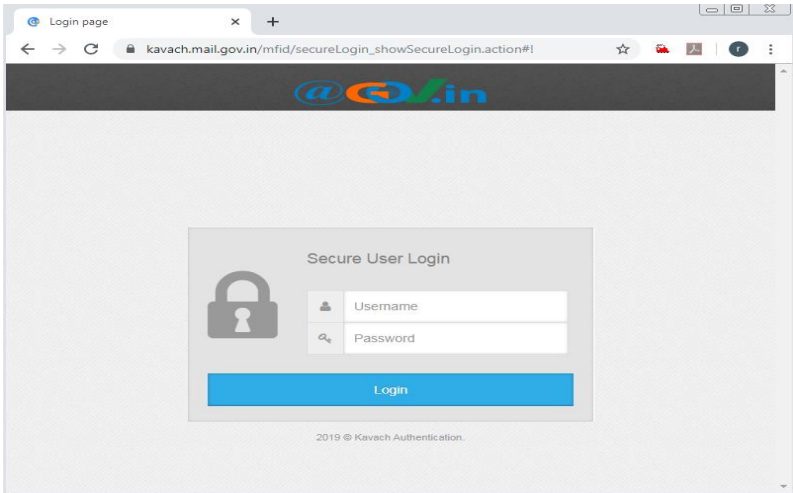 Login page
kavach.mail.gov.in/mfid/secureLogin_showSecureLogin.action#!
r
@GOV.in
Secure User Login
Username
Password
Login
2019 © Kavach Authentication.